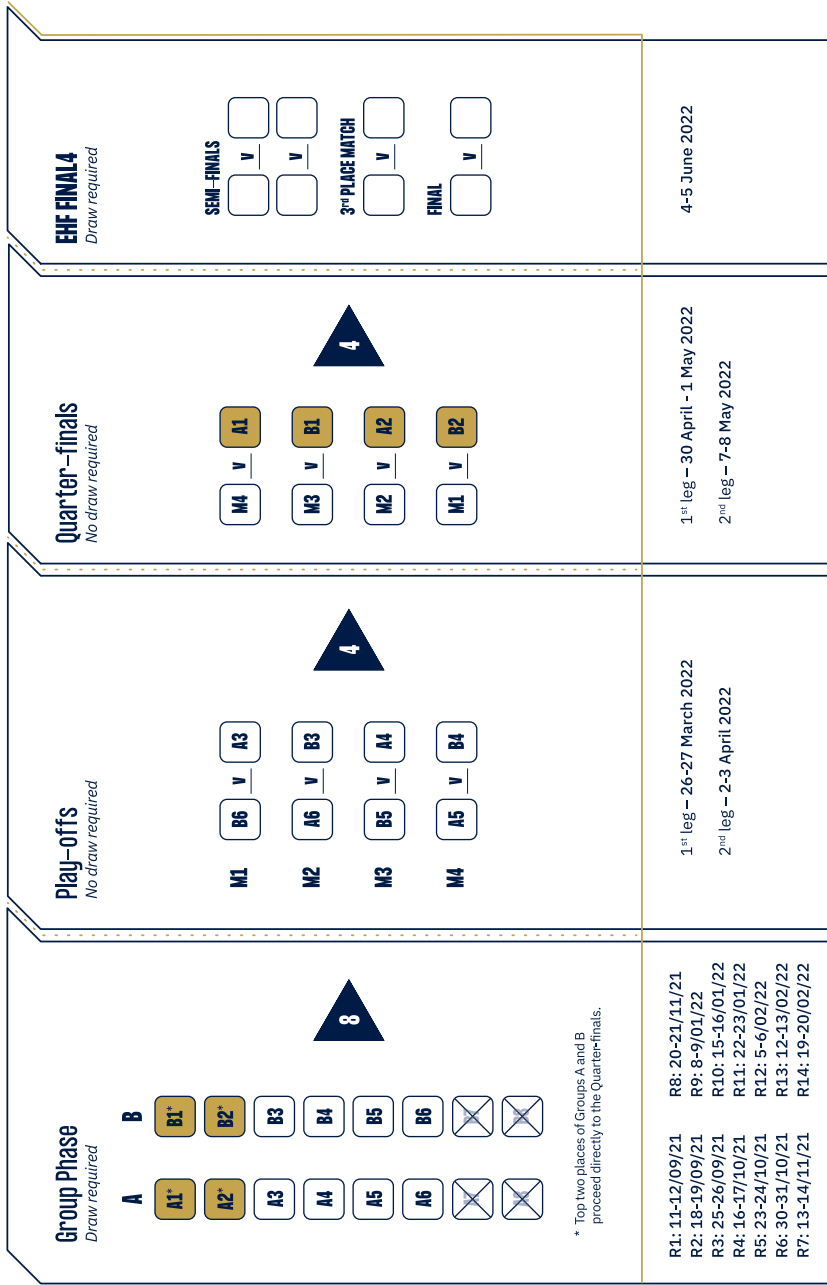 Group Phase
Draw required
A B
A1* B1*
A2* B2*
A3 B3
A4 B4
A5 B5
A6 B6
A7 B7
A8 B8
8
* Top two places of Groups A and B
proceed directly to the Quarter-finals.
R1: 11-12/09/21
R2: 18-19/09/21
R3: 25-26/09/21
R4: 16-17/10/21
R5: 23-24/10/21
R6: 30-31/10/21
R7: 13-14/11/21
R8: 20-21/11/21
R9: 8-9/01/22
R10: 15-16/01/22
R11: 22-23/01/22
R12: 5-6/02/22
R13: 12-13/02/22
R14: 19-20/02/22
Play-offs
No draw required
M1 B6 v A3
M2 A6 v B3
M3 B5 v A4
M4 A5 v B4
4
1st leg – 26-27 March 2022
2nd leg – 2-3 April 2022
Quarter-finals
No draw required
M4 v A1
M3 v B1
M2 v A2
M1 v B2
4
1st leg – 30 April - 1 May 2022
2nd leg – 7-8 May 2022
EHF FINAL4
Draw required
SEMI-FINALS
v
v
3rd PLACE MATCH
v
FINAL
v
4-5 June 2022